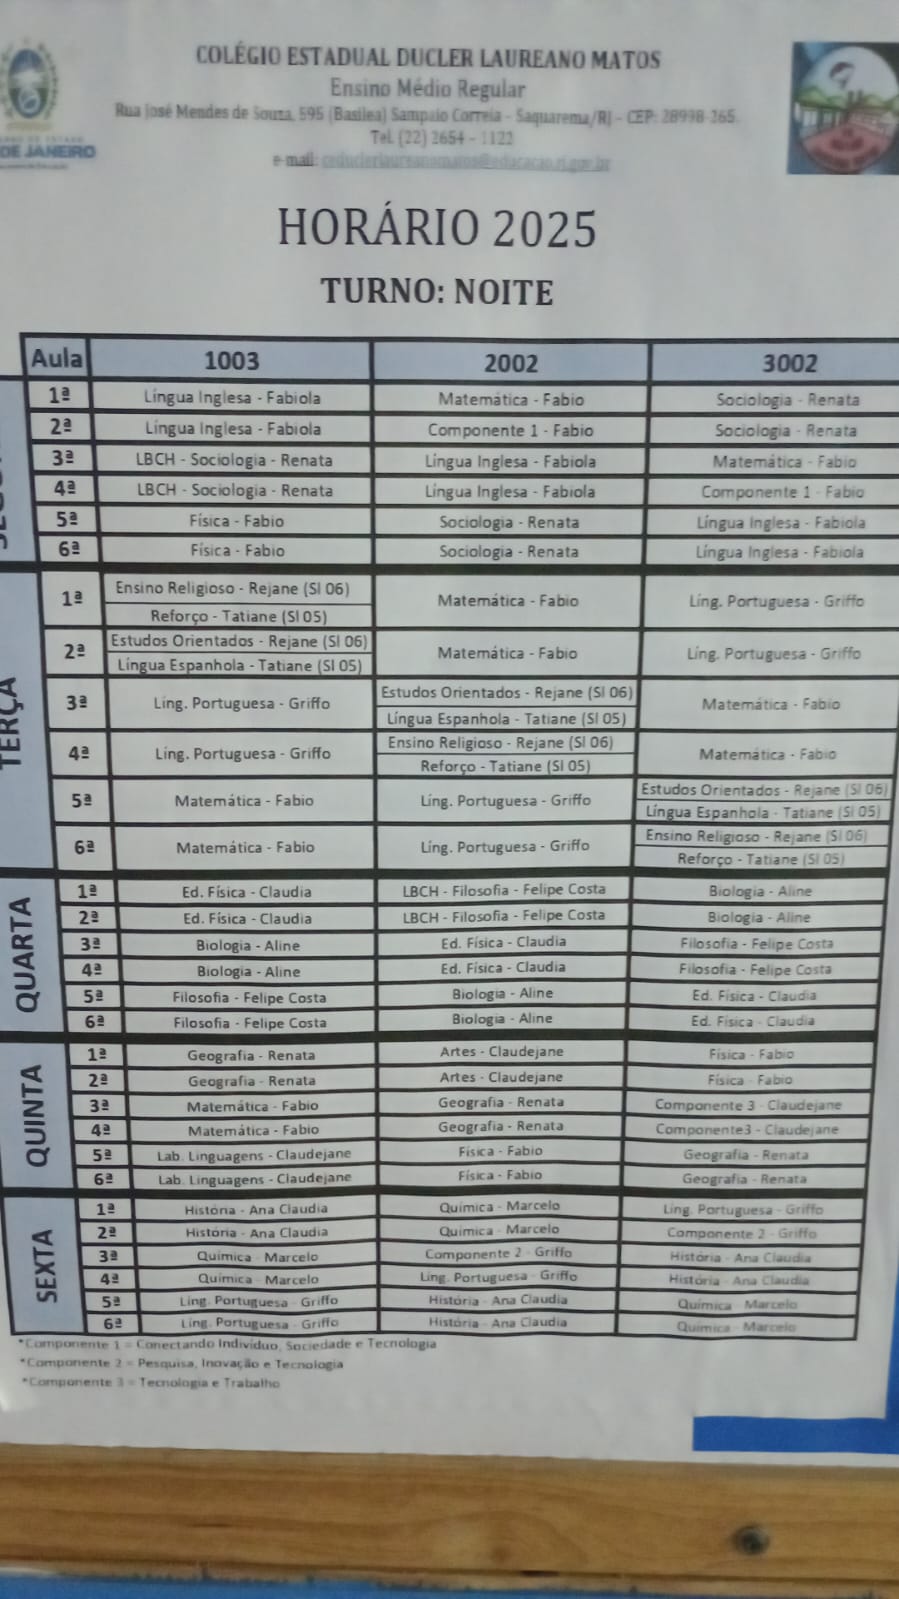 COLÉGIO ESTADUAL DUCLER LAUREANO MATOS
Ensino Médio Regular
Rua José Mendes de Souza, 595 (Basilea) Sampaio Correia - Saquarema/RJ - CEP: 28998-265.
Tel. (22) 2654 - 1122
e-mail: ceduclerlaureanomatos@educacao.rj.gov.br
DE JANEIRO
HORÁRIO 2025
TURNO: NOITE
Aula 1003 2002 3002
1ª Língua Inglesa - Fabiola Matemática - Fabio Sociologia - Renata
2ª Língua Inglesa - Fabiola Componente 1 - Fabio Sociologia - Renata
3ª LBCH - Sociologia - Renata Língua Inglesa - Fabiola Matemática - Fabio
4ª LBCH - Sociologia - Renata Língua Inglesa - Fabiola Componente 1 - Fabio
5ª Física - Fabio Sociologia - Renata Língua Inglesa - Fabiola
6ª Física - Fabio Sociologia - Renata Língua Inglesa - Fabiola
TERÇA
1ª Ensino Religioso - Rejane (Sl 06) Matemática - Fabio Ling. Portuguesa - Griffo
Reforço - Tatiane (Sl 05)
2ª Estudos Orientados - Rejane (Sl 06) Matemática - Fabio Ling. Portuguesa - Griffo
Língua Espanhola - Tatiane (Sl 05)
3ª Ling. Portuguesa - Griffo Estudos Orientados - Rejane (Sl 06) Matemática - Fabio
Língua Espanhola - Tatiane (Sl 05)
4ª Ling. Portuguesa - Griffo Ensino Religioso - Rejane (Sl 06) Matemática - Fabio
Reforço - Tatiane (Sl 05)
5ª Matemática - Fabio Ling. Portuguesa - Griffo Estudos Orientados - Rejane (Sl 06)
Língua Espanhola - Tatiane (Sl 05)
6ª Matemática - Fabio Ling. Portuguesa - Griffo Ensino Religioso - Rejane (Sl 06)
Reforço - Tatiane (Sl 05)
QUARTA
1ª Ed. Física - Claudia LBCH - Filosofia - Felipe Costa Biologia - Aline
2ª Ed. Física - Claudia LBCH - Filosofia - Felipe Costa Biologia - Aline
3ª Biologia - Aline Ed. Física - Claudia Filosofia - Felipe Costa
4ª Biologia - Aline Ed. Física - Claudia Filosofia - Felipe Costa
5ª Filosofia - Felipe Costa Biologia - Aline Ed. Física - Claudia
6ª Filosofia - Felipe Costa Biologia - Aline Ed. Física - Claudia
QUINTA
1ª Geografia - Renata Artes - Claudejane Física - Fabio
2ª Geografia - Renata Artes - Claudejane Física - Fabio
3ª Matemática - Fabio Geografia - Renata Componente 3 - Claudejane
4ª Matemática - Fabio Geografia - Renata Componente3 - Claudejane
5ª Lab. Linguagens - Claudejane Física - Fabio Geografia - Renata
6ª Lab. Linguagens - Claudejane Física - Fabio Geografia - Renata
SEXTA
1ª História - Ana Claudia Química - Marcelo Ling. Portuguesa - Griffo
2ª História - Ana Claudia Química - Marcelo Componente 2 - Griffo
3ª Química - Marcelo Componente 2 - Griffo História - Ana Claudia
4ª Química - Marcelo Ling. Portuguesa - Griffo História - Ana Claudia
5ª Ling. Portuguesa - Griffo História - Ana Claudia Química - Marcelo
6ª Ling. Portuguesa - Griffo História - Ana Claudia Química - Marcelo
*Componente 1 = Conectando Indivíduo, Sociedade e Tecnologia
*Componente 2 = Pesquisa, Inovação e Tecnologia
*Componente 3 = Tecnologia e Trabalho